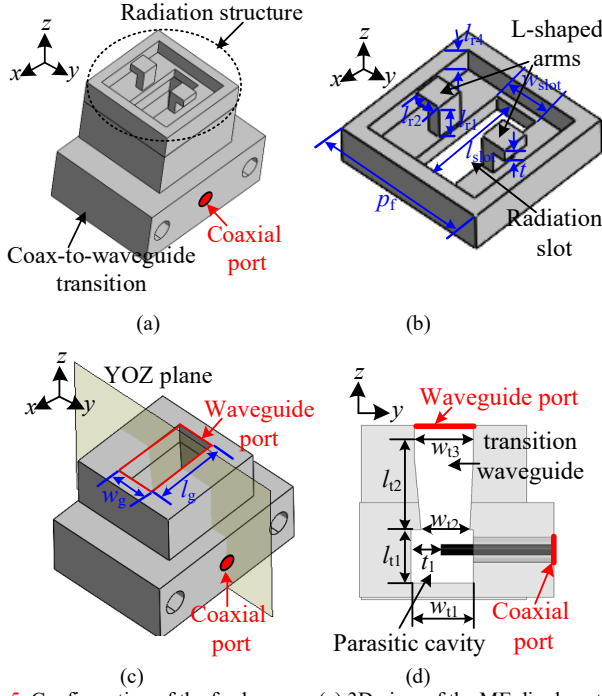 Radiation structure
z
x
y
Coaxial
port
Coax-to-waveguide
transition
(a)
L-shaped
arms
z
x
y
l_r4
w_slot
l_r1
l_r2
l_slot
t
p_f
Radiation
slot
(b)
z
x
y
YOZ plane
Waveguide
port
w_g
l_g
Coaxial
port
(c)
z
y
Waveguide port
w_t3
transition
waveguide
l_t2
w_t2
l_t1
t_1
w_t1
Coaxial
port
Parasitic cavity
(d)